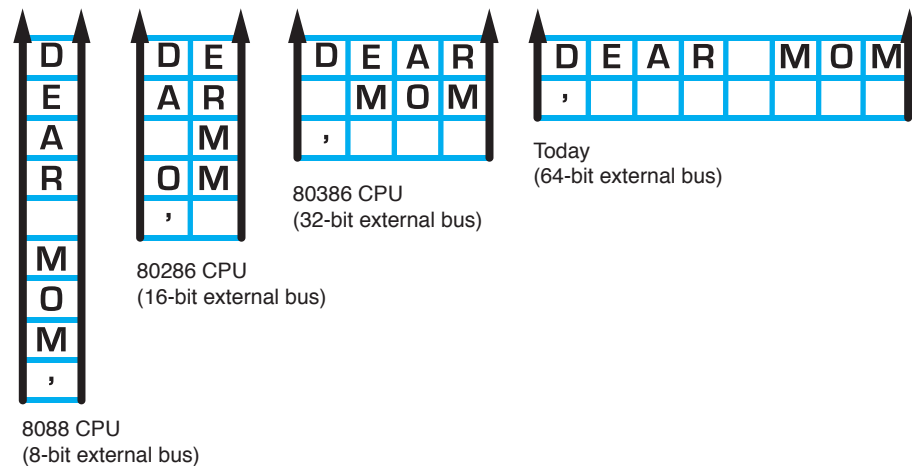 D
E
A
R
M
O
M
,
8088 CPU
(8-bit external bus)
D E
A R
M
O M
,
80286 CPU
(16-bit external bus)
D E A R
M O M
,
80386 CPU
(32-bit external bus)
D E A R M O M
,
Today
(64-bit external bus)